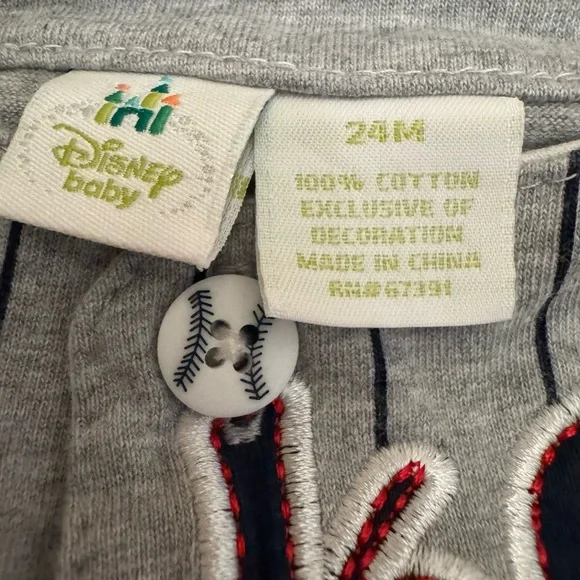 Disney
baby
24M
100% COTTON
EXCLUSIVE OF
DECORATION
MADE IN CHINA
RN#67391